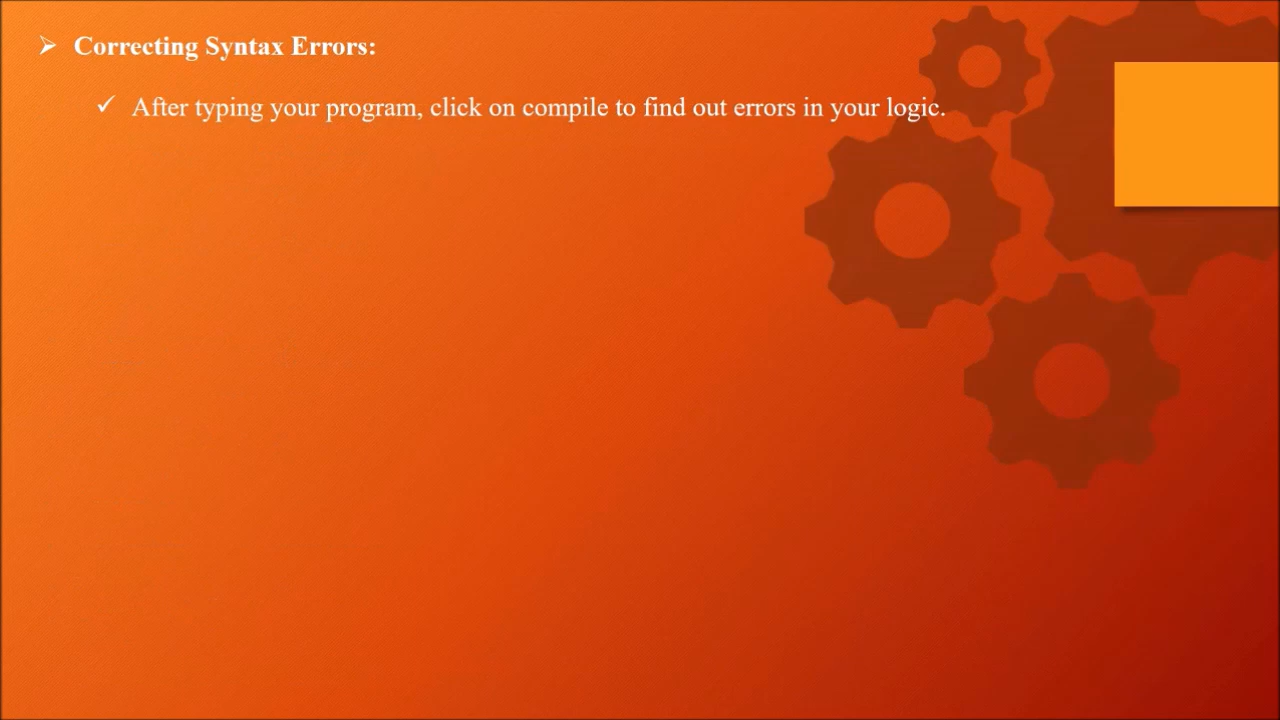 Correcting Syntax Errors:
After typing your program, click on compile to find out errors in your logic.